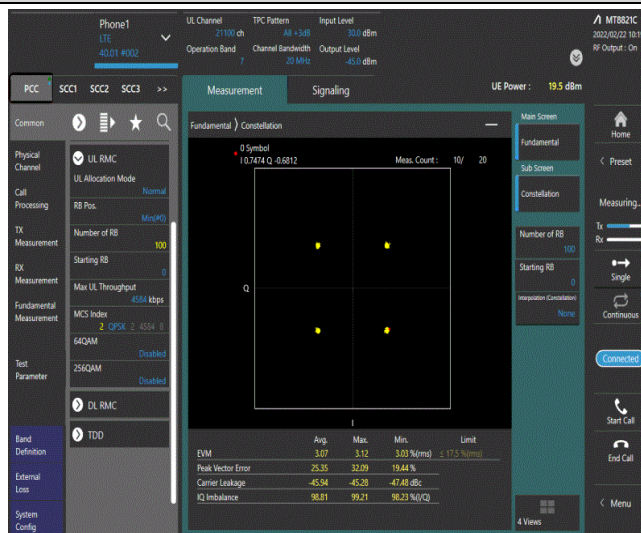 Phone1
LTE
40.01 #002
UL Channel
21100 ch
TPC Pattern
All +3dB
Input Level
30.0 dBm
Operation Band
7
Channel Bandwidth
20 MHz
Output Level
-45.0 dBm
MT8821C
2022/02/22 10:19
RF Output : On
PCC SCC1 SCC2 SCC3 >>
Measurement
Signaling
UE Power : 19.5 dBm
Common
Physical
Channel
Call
Processing
TX
Measurement
RX
Measurement
Fundamental
Measurement
Test
Parameter
Band
Definition
External
Loss
System
Config
UL RMC
UL Allocation Mode
Normal
RB Pos.
Min(#0)
Number of RB
100
Starting RB
0
Max UL Throughput
4584 kbps
MCS Index
2 QPSK 2 4584 8
64QAM
Disabled
256QAM
Disabled
DL RMC
TDD
Fundamental 〉 Constellation
0 Symbol
I 0.7474 Q -0.6812
Meas. Count : 10/ 20
Q
I
Avg. Max. Min. Limit
EVM 3.07 3.12 3.03 %(rms) ≤ 17.5 %(rms)
Peak Vector Error 25.35 32.09 19.44 %
Carrier Leakage -45.94 -45.28 -47.48 dBc
IQ Imbalance 98.81 99.21 98.23 %(I/Q)
Main Screen
Fundamental
Sub Screen
Constellation
Number of RB
100
Starting RB
0
Interpolation (Constellation)
None
4 Views
Home
< Preset
Measuring...
Tx
Rx
Single
Continuous
Connected
Start Call
End Call
< Menu